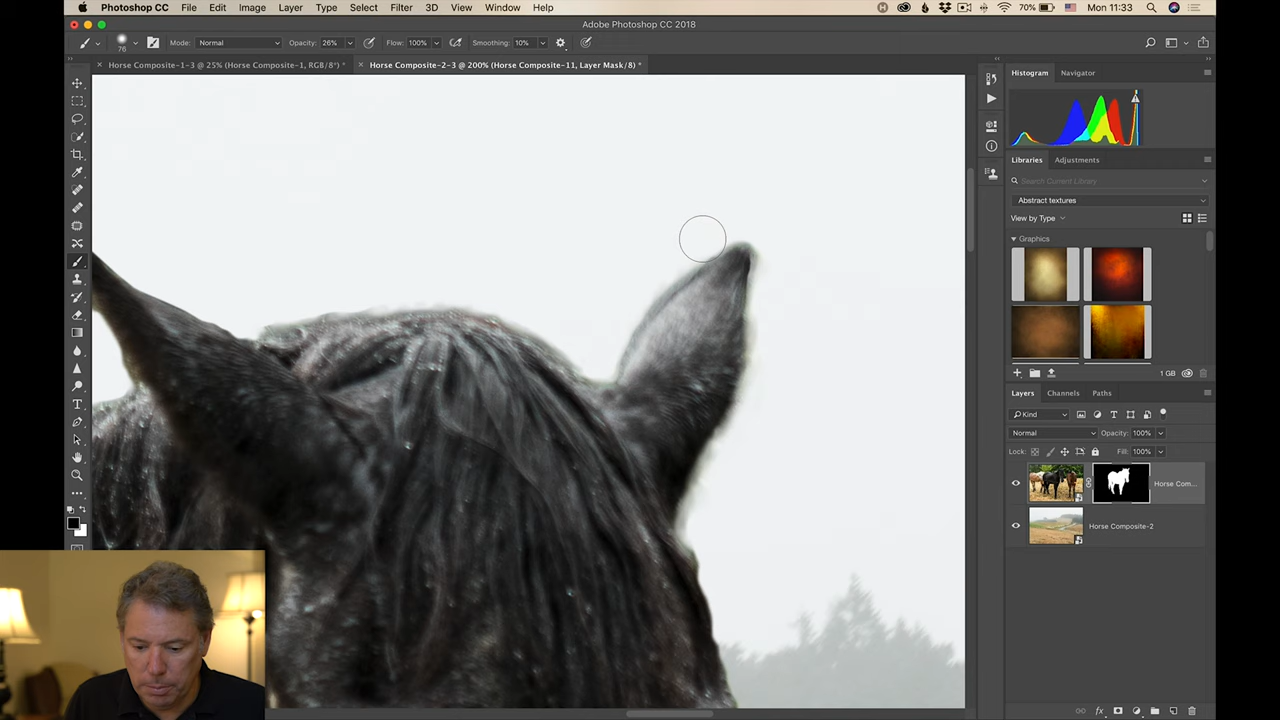 Photoshop CC File Edit Image Layer Type Select Filter 3D View Window Help 70% Mon 11:33
Adobe Photoshop CC 2018
76 Mode: Normal Opacity: 26% Flow: 100% Smoothing: 10%
Horse Composite-1-3 @ 25% (Horse Composite-1, RGB/8*) * Horse Composite-2-3 @ 200% (Horse Composite-11, Layer Mask/8) *
Histogram Navigator
Libraries Adjustments
Search Current Library
Abstract textures
View by Type
Graphics
1 GB
Layers Channels Paths
Kind
Normal Opacity: 100%
Lock: Fill: 100%
Horse Com...
Horse Composite-2